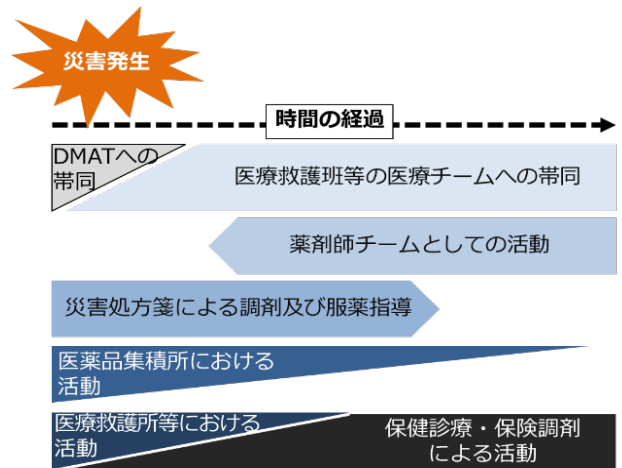 災害発生
時間の経過
DMATへの
帯同
医療救護班等の医療チームへの帯同
薬剤師チームとしての活動
災害処方箋による調剤及び服薬指導
医薬品集積所における
活動
医療救護所等における
活動
保健診療・保険調剤
による活動